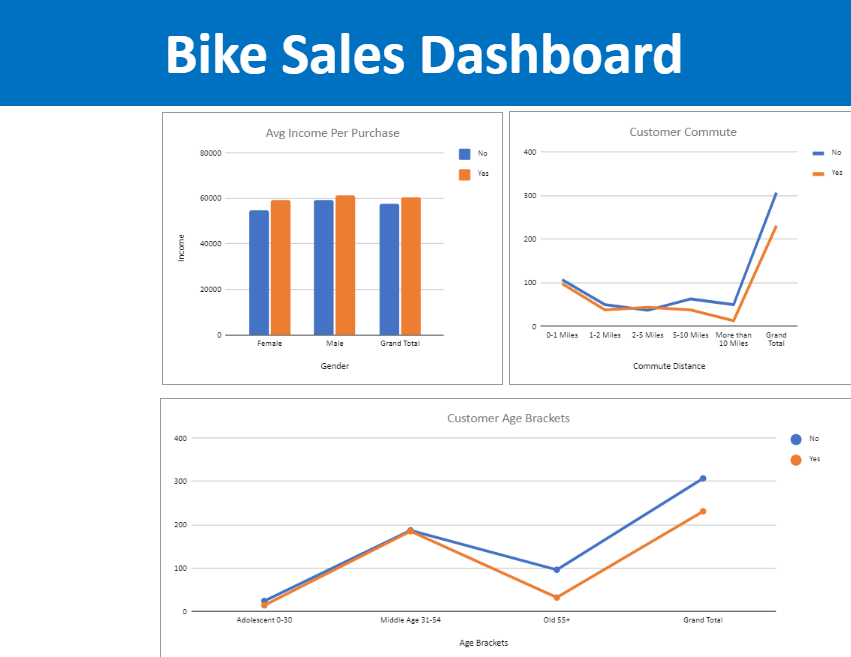 Bike Sales Dashboard
Avg Income Per Purchase
80000
60000
40000
20000
0
Income
Female
Male
Grand Total
Gender
No
Yes
Customer Commute
400
300
200
100
0
0-1 Miles
1-2 Miles
2-5 Miles
5-10 Miles
More than
10 Miles
Grand
Total
Commute Distance
No
Yes
Customer Age Brackets
400
300
200
100
0
Adolescent 0-30
Middle Age 31-54
Old 55+
Grand Total
Age Brackets
No
Yes